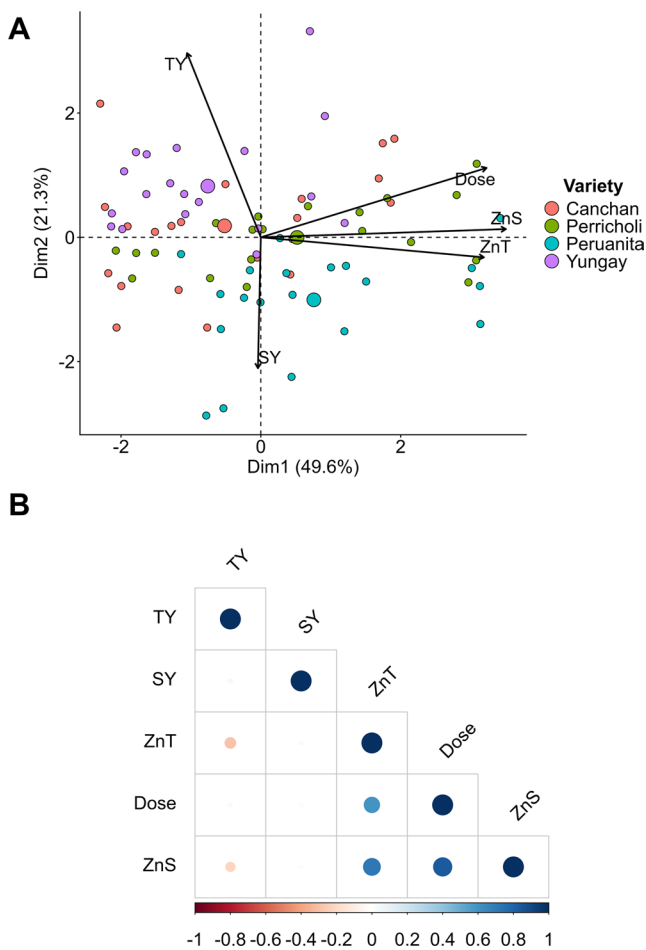 A
TY
2
Dose
Variety
Canchan
ZnS
Perricholi
0
ZnT
Peruanita
Yungay
Dim2 (21.3%)
SY
-2
-2 0 2
Dim1 (49.6%)
B
TY
TY
SY
SY
ZnT
ZnT
Dose
Dose
ZnS
ZnS
-1 -0.8 -0.6 -0.4 -0.2 0 0.2 0.4 0.6 0.8 1